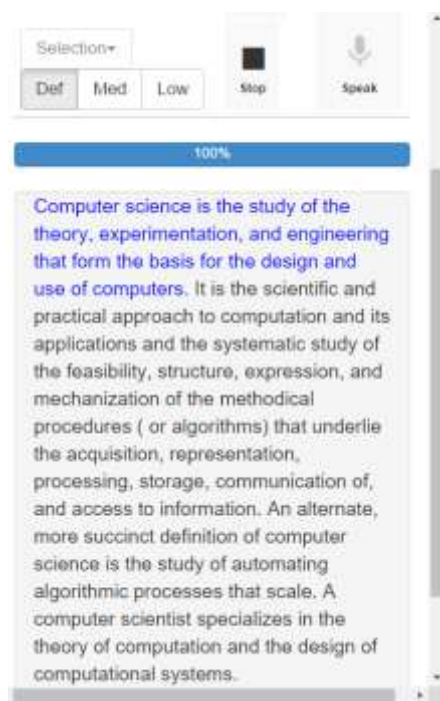 Selection
Def Med Low Stop Speak
100%
Computer science is the study of the
theory, experimentation, and engineering
that form the basis for the design and
use of computers. It is the scientific and
practical approach to computation and its
applications and the systematic study of
the feasibility, structure, expression, and
mechanization of the methodical
procedures ( or algorithms) that underlie
the acquisition, representation,
processing, storage, communication of,
and access to information. An alternate,
more succinct definition of computer
science is the study of automating
algorithmic processes that scale. A
computer scientist specializes in the
theory of computation and the design of
computational systems.